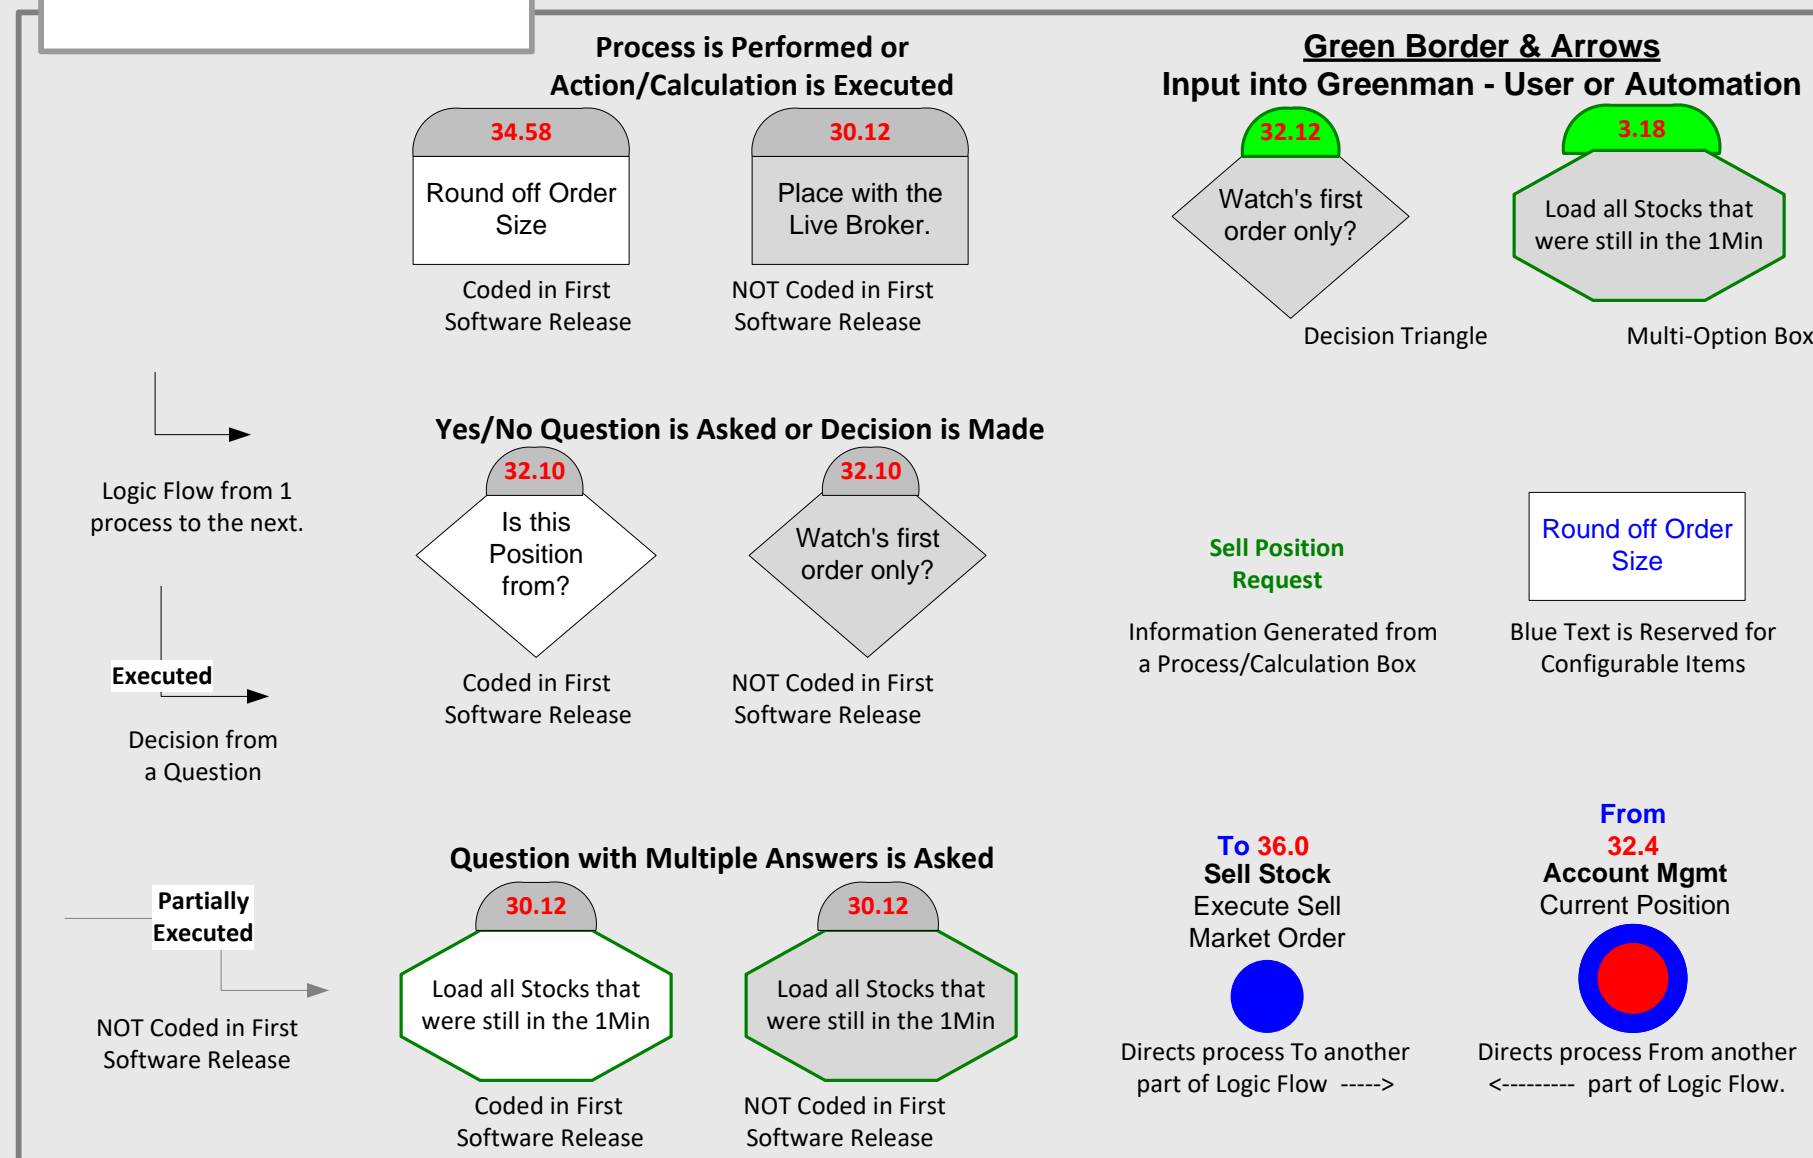 Process is Performed or
Action/Calculation is Executed
34.58
Round off Order
Size
Coded in First
Software Release
30.12
Place with the
Live Broker.
NOT Coded in First
Software Release
Green Border & Arrows
Input into Greenman - User or Automation
32.12
Watch's first
order only?
Decision Triangle
3.18
Load all Stocks that
were still in the 1Min
Multi-Option Box
Logic Flow from 1
process to the next.
Yes/No Question is Asked or Decision is Made
32.10
Is this
Position
from?
Coded in First
Software Release
32.10
Watch's first
order only?
NOT Coded in First
Software Release
Sell Position
Request
Information Generated from
a Process/Calculation Box
Round off Order
Size
Blue Text is Reserved for
Configurable Items
Executed
Decision from
a Question
Partially
Executed
NOT Coded in First
Software Release
Question with Multiple Answers is Asked
30.12
Load all Stocks that
were still in the 1Min
Coded in First
Software Release
30.12
Load all Stocks that
were still in the 1Min
NOT Coded in First
Software Release
To 36.0
Sell Stock
Execute Sell
Market Order
Directs process To another
part of Logic Flow ----->
From
32.4
Account Mgmt
Current Position
Directs process From another
<--------- part of Logic Flow.